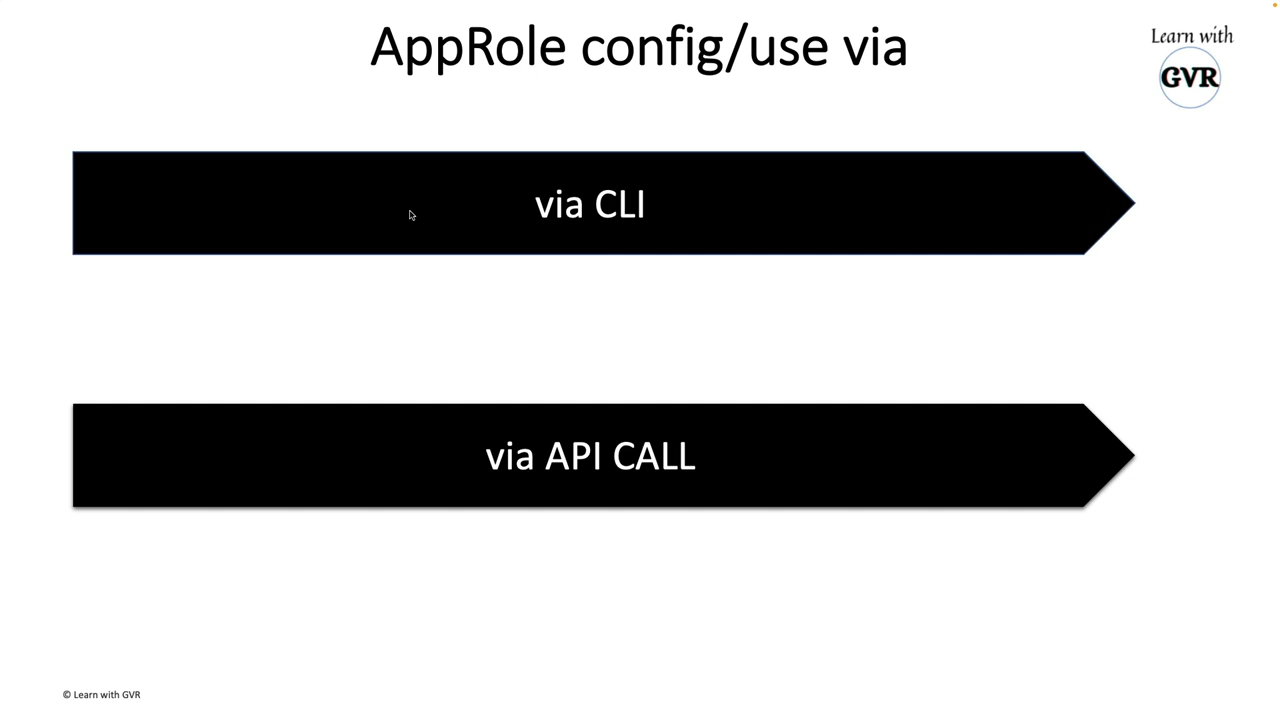 AppRole config/use via
Learn with
GVR
via CLI
via API CALL
© Learn with GVR